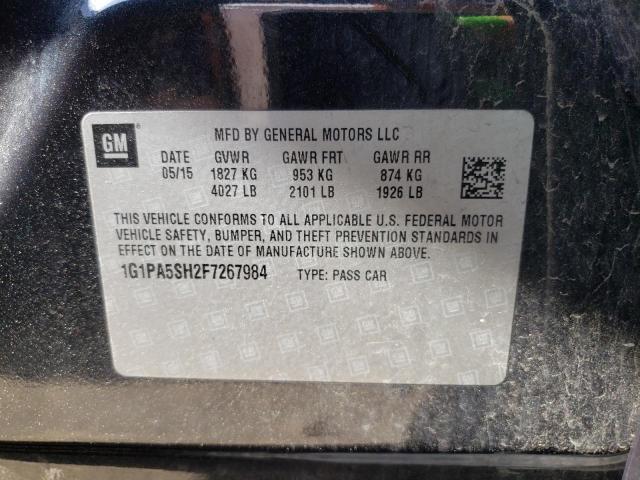 GM
MFD BY GENERAL MOTORS LLC
DATE GVWR GAWR FRT GAWR RR
05/15 1827 KG 953 KG 874 KG
4027 LB 2101 LB 1926 LB
THIS VEHICLE CONFORMS TO ALL APPLICABLE U.S. FEDERAL MOTOR
VEHICLE SAFETY, BUMPER, AND THEFT PREVENTION STANDARDS IN
EFFECT ON THE DATE OF MANUFACTURE SHOWN ABOVE.
1G1PA5SH2F7267984 TYPE: PASS CAR